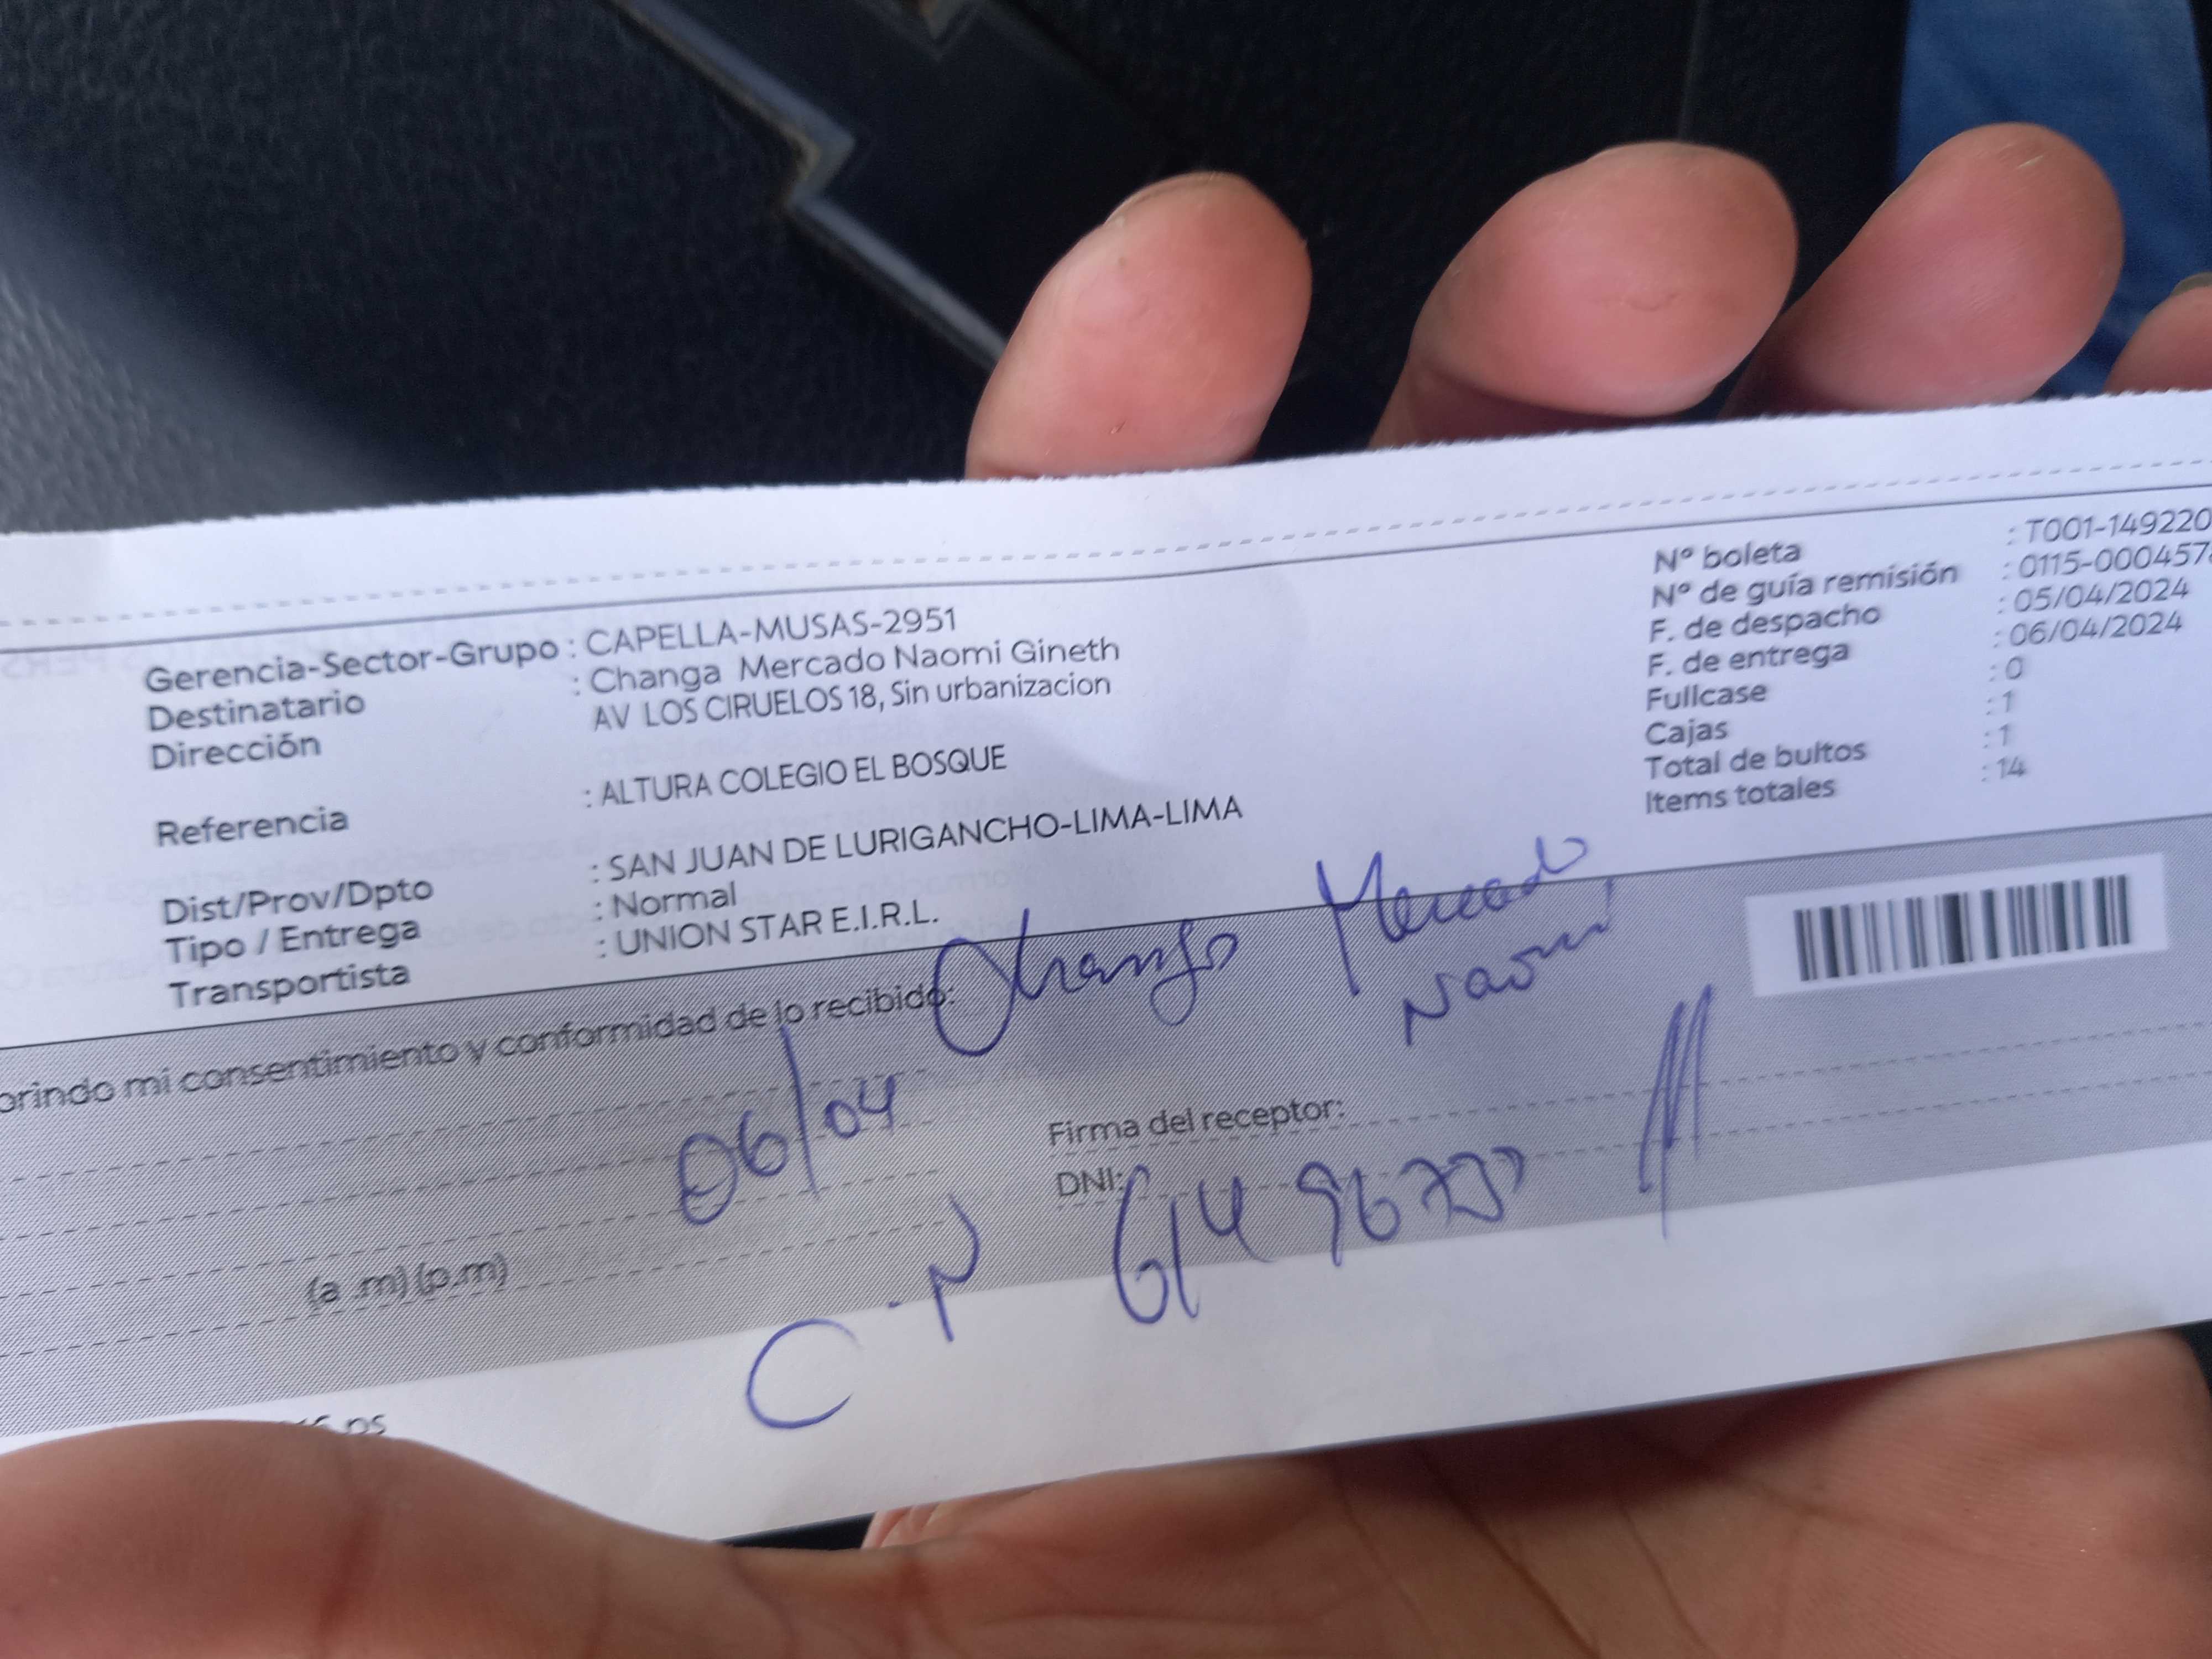 Gerencia-Sector-Grupo : CAPELLA-MUSAS-2951
Destinatario : Changa Mercado Naomi Gineth
Dirección AV LOS CIRUELOS 18, Sin urbanizacion
Referencia : ALTURA COLEGIO EL BOSQUE
Dist/Prov/Dpto : SAN JUAN DE LURIGANCHO-LIMA-LIMA
Tipo / Entrega : Normal
Transportista : UNION STAR E.I.R.L.
N° boleta : T001-149220
N° de guía remisión : 0115-000457
F. de despacho : 05/04/2024
F. de entrega : 06/04/2024
Fullcase : 0
Cajas : 1
Total de bultos : 1
Items totales : 14
brindo mi consentimiento y conformidad de lo recibido: Changa Mercado
Naomi
06/04
Firma del receptor:
DNI: 61496
(a .m) (p.m)
C . N